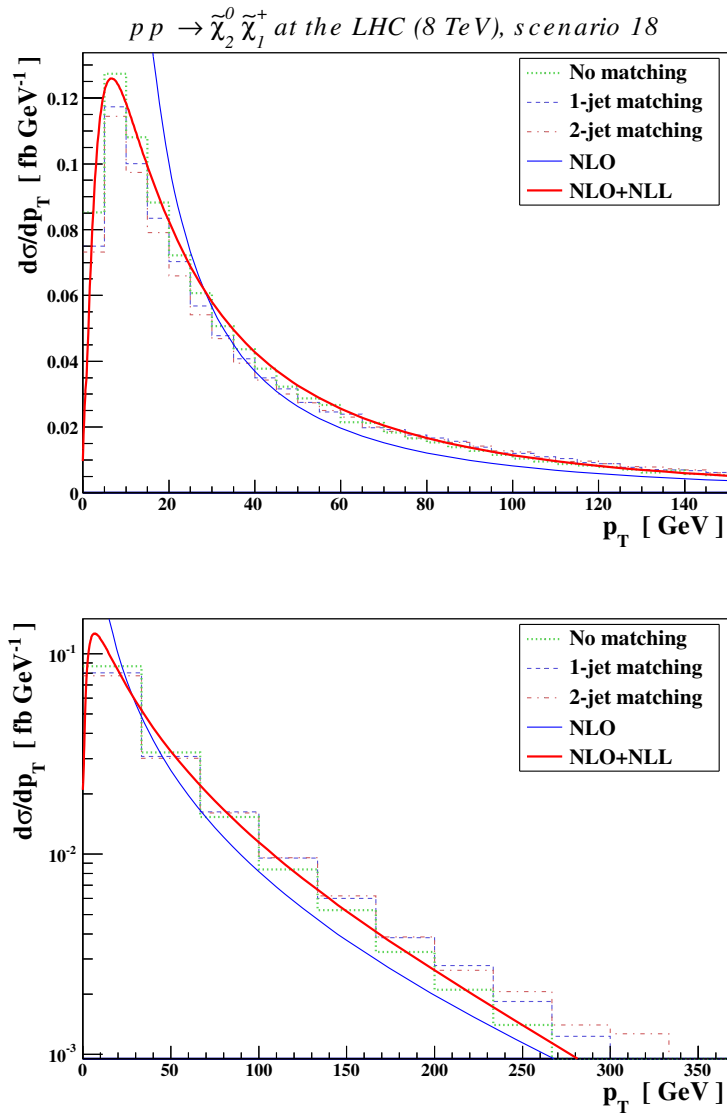 p p → χ̃₂⁰ χ̃₁⁺ at the LHC (8 TeV), scenario 18
dσ/dp_T [ fb GeV⁻¹ ]
0.12
0.1
0.08
0.06
0.04
0.02
0
No matching
1-jet matching
2-jet matching
NLO
NLO+NLL
0 20 40 60 80 100 120 140
p_T [ GeV ]
dσ/dp_T [ fb GeV⁻¹ ]
10⁻¹
10⁻²
10⁻³
No matching
1-jet matching
2-jet matching
NLO
NLO+NLL
0 50 100 150 200 250 300 350
p_T [ GeV ]